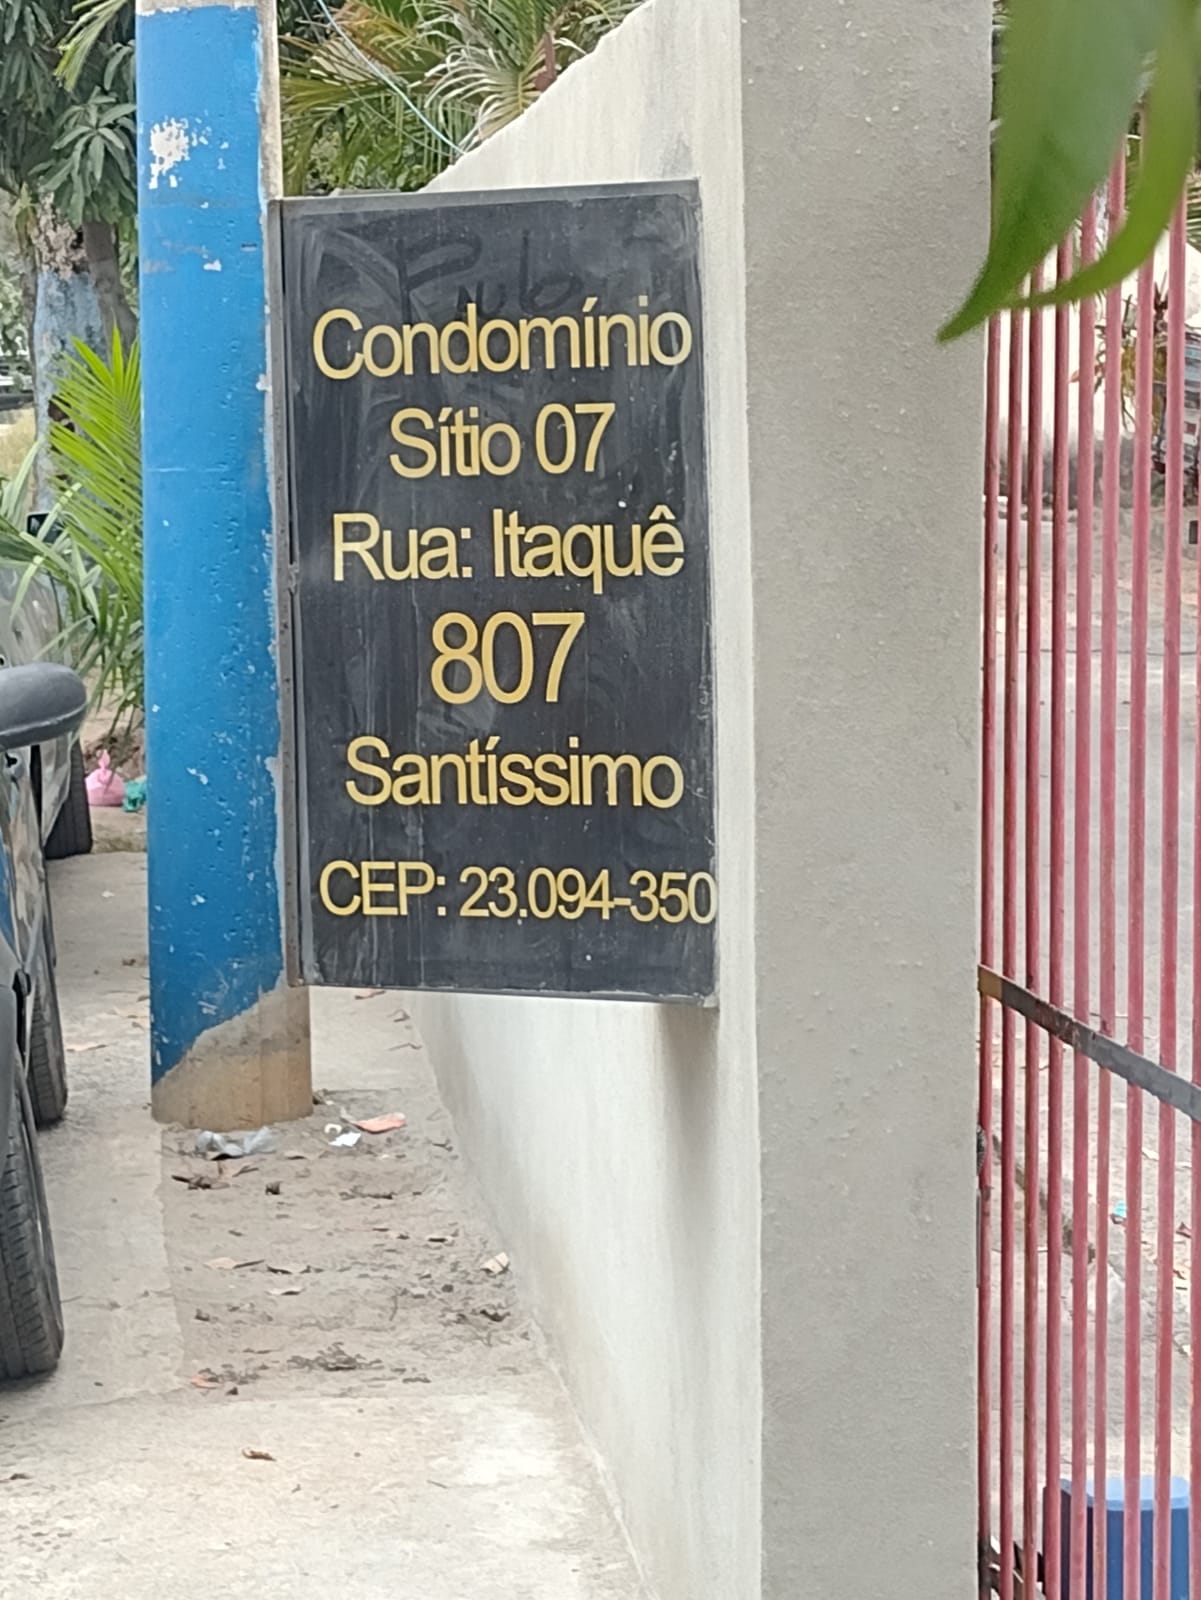 Condomínio
Sítio 07
Rua: Itaquê
807
Santíssimo
CEP: 23.094-350